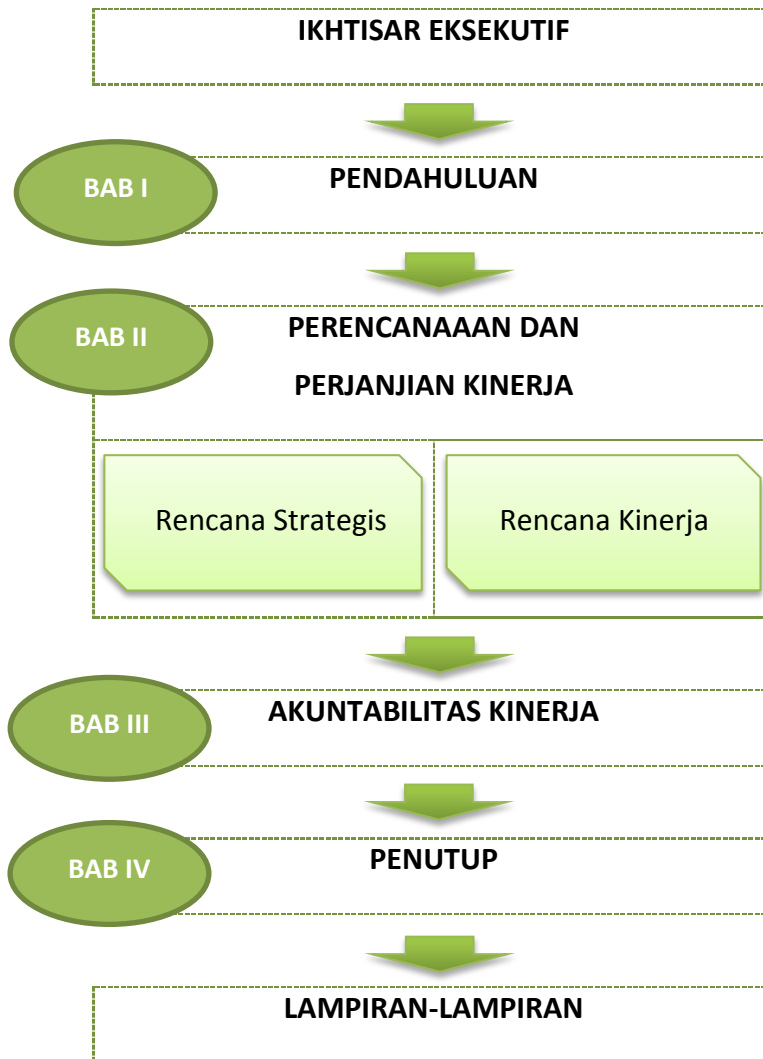 IKHTISAR EKSEKUTIF
BAB I
PENDAHULUAN
BAB II
PERENCANAAAN DAN
PERJANJIAN KINERJA
Rencana Strategis
Rencana Kinerja
BAB III
AKUNTABILITAS KINERJA
BAB IV
PENUTUP
LAMPIRAN-LAMPIRAN